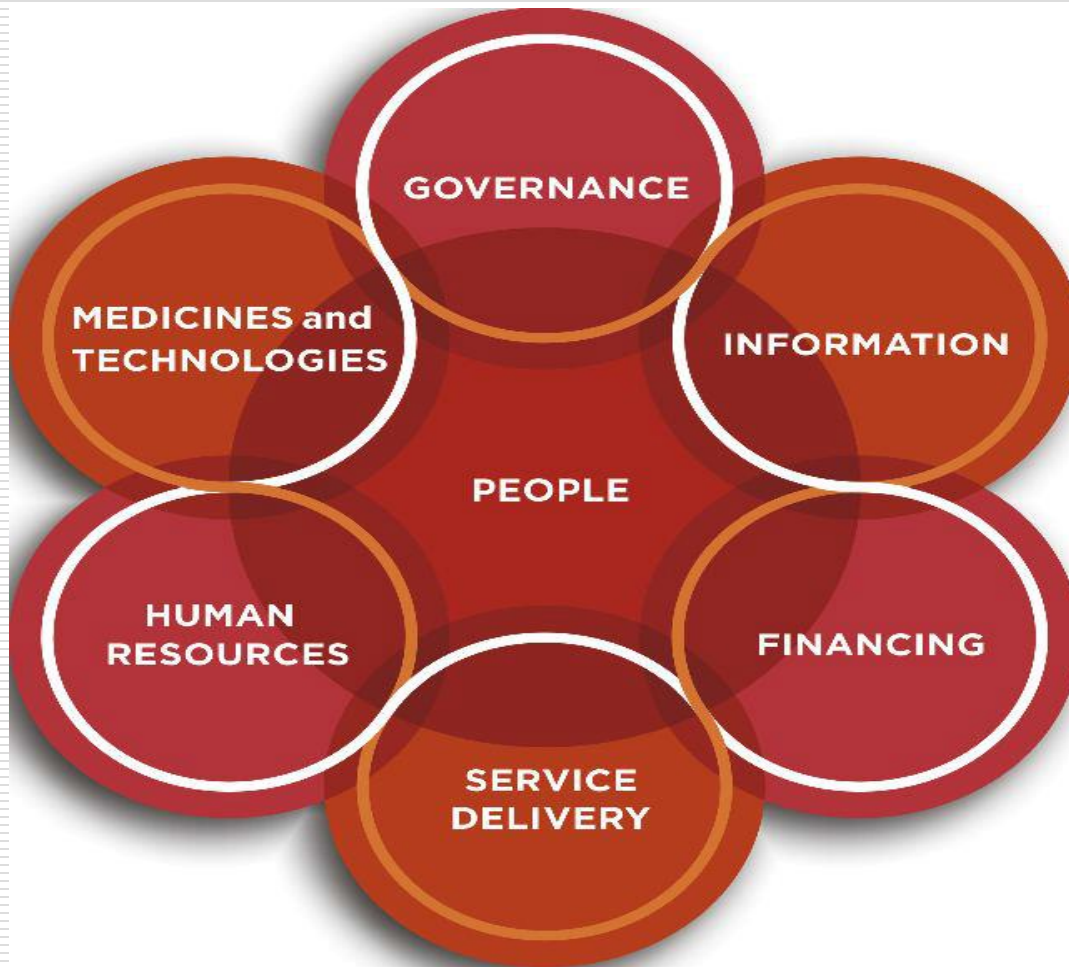 GOVERNANCE
MEDICINES and
TECHNOLOGIES
INFORMATION
PEOPLE
HUMAN
RESOURCES
FINANCING
SERVICE
DELIVERY